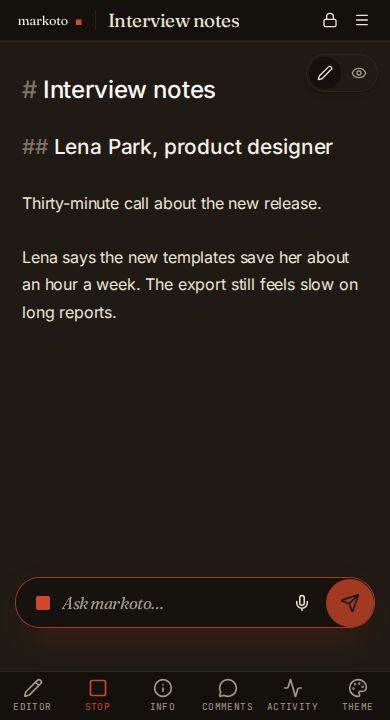 markoto
Interview notes
# Interview notes
## Lena Park, product designer
Thirty-minute call about the new release.
Lena says the new templates save her about
an hour a week. The export still feels slow on
long reports.
Ask markoto...
EDITOR
STOP
INFO
COMMENTS
ACTIVITY
THEME